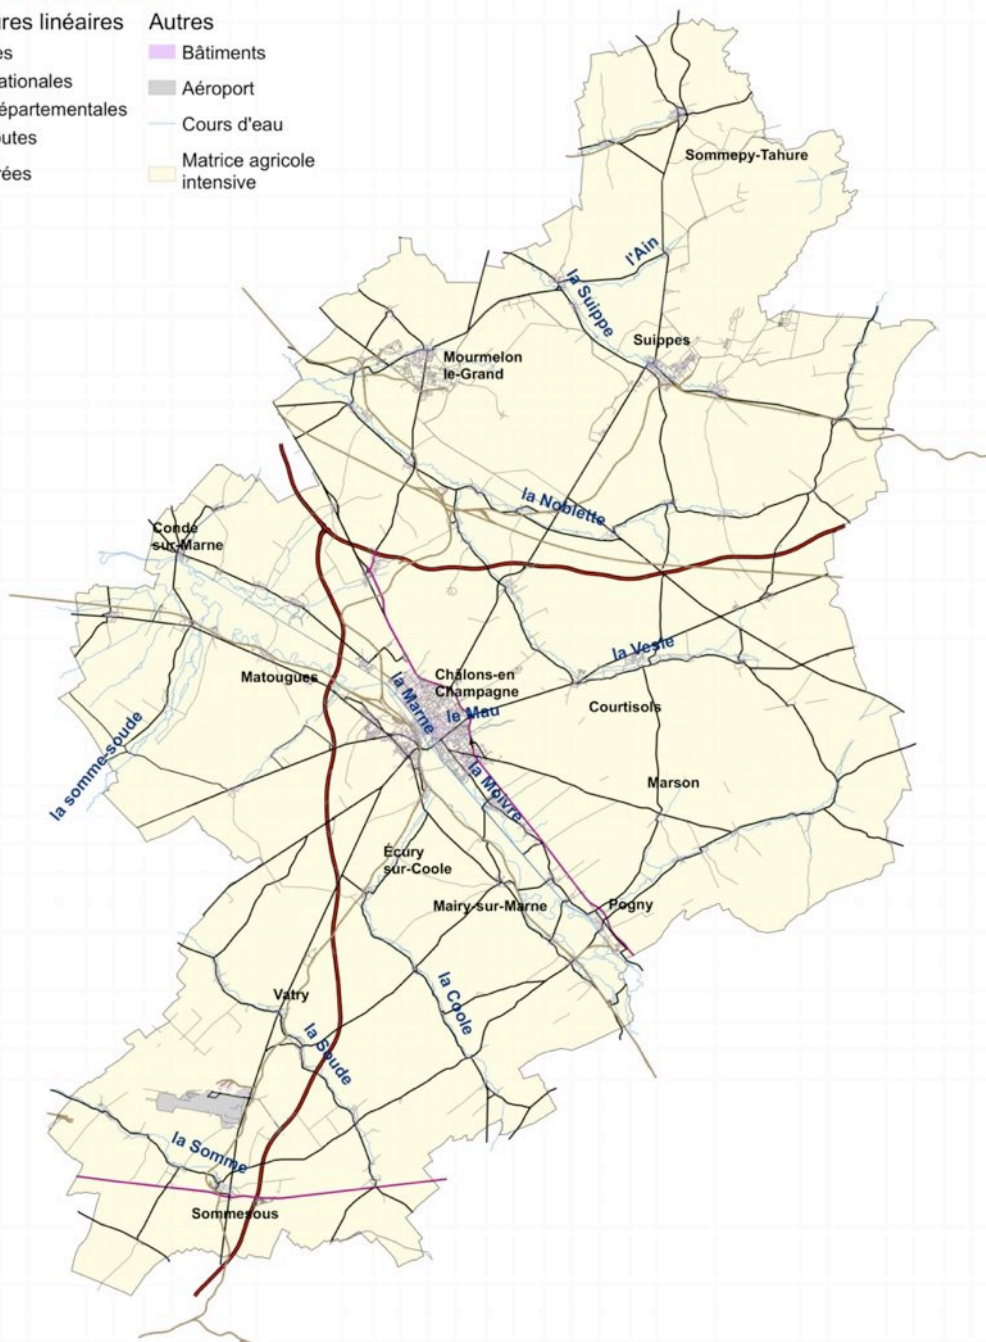 ures linéaires
es
ationales
épartementales
utes
rées
Autres
Bâtiments
Aéroport
Cours d'eau
Matrice agricole
intensive
Sommepy-Tahure
l'Ain
la Suippe
Suippes
Mourmelon
le-Grand
la Noblette
Condé
sur-Marne
la Vesle
Matougues
Châlons-en
Champagne
la Marne
le Mau
Courtisols
la somme-soude
la Moivre
Marson
Écury
sur-Coole
Mairy-sur-Marne
Pogny
Vatry
la Coole
la Soude
la Somme
Sommesous